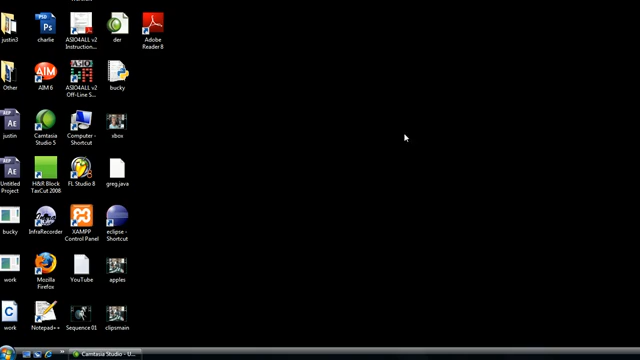 justin3
charlie
ASIO4ALL v2
Instruction...
der
Adobe
Reader 8
Other
AIM 6
ASIO4ALL v2
Off-Line S...
bucky
justin
Camtasia
Studio 5
Computer -
Shortcut
sbox
Untitled
Project
H&R Block
TaxCut 2008
FL Studio 8
greg.java
bucky
InfraRecorder
XAMPP
Control Panel
eclipse -
Shortcut
work
Mozilla
Firefox
YouTube
apples
work
Notepad++
Sequence 01
clipsmain
Camtasia Studio - U...